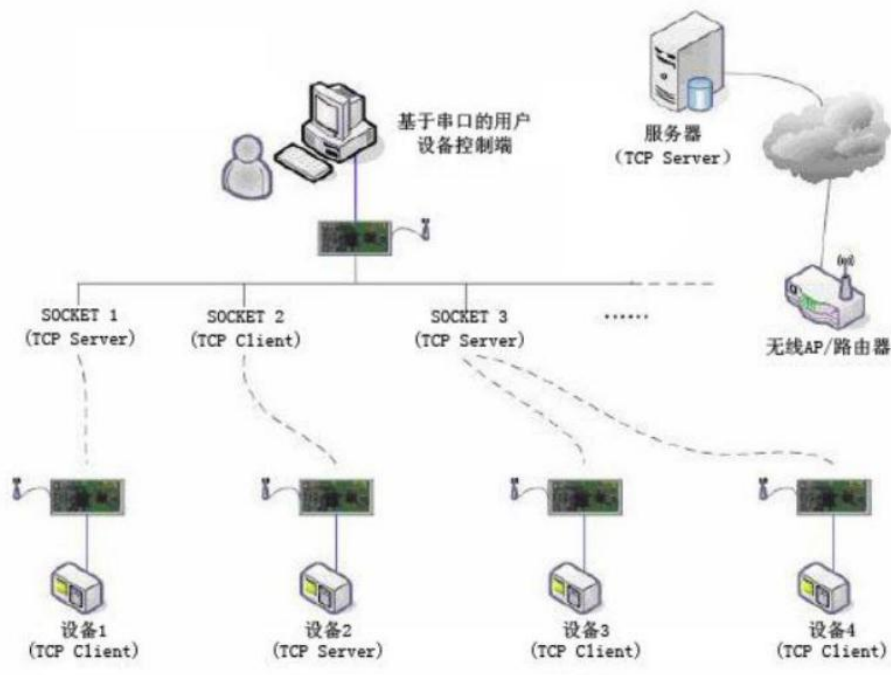 基于串口的用户
设备控制端
服务器
(TCP Server)
SOCKET 1
(TCP Server)
SOCKET 2
(TCP Client)
SOCKET 3
(TCP Server)
······
无线AP/路由器
设备1
(TCP Client)
设备2
(TCP Server)
设备3
(TCP Client)
设备4
(TCP Client)